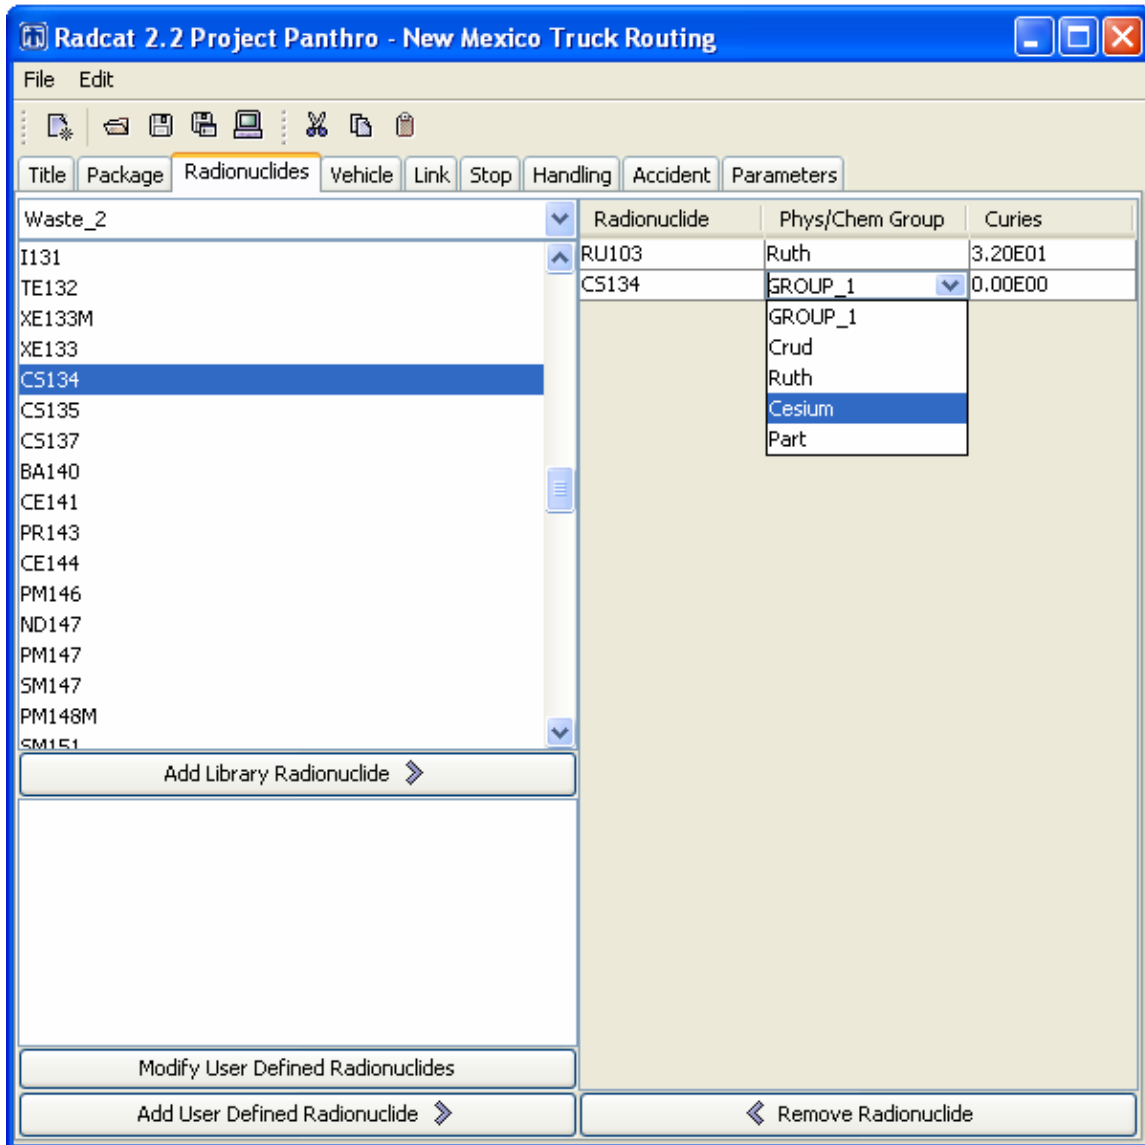 Radcat 2.2 Project Panthro - New Mexico Truck Routing
File Edit
Title Package Radionuclides Vehicle Link Stop Handling Accident Parameters
Waste_2
I131
TE132
XE133M
XE133
CS134
CS135
CS137
BA140
CE141
PR143
CE144
PM146
ND147
PM147
SM147
PM148M
SM151
Add Library Radionuclide
Modify User Defined Radionuclides
Add User Defined Radionuclide
Radionuclide Phys/Chem Group Curies
RU103 Ruth 3.20E01
CS134 GROUP_1 0.00E00
GROUP_1
Crud
Ruth
Cesium
Part
Remove Radionuclide